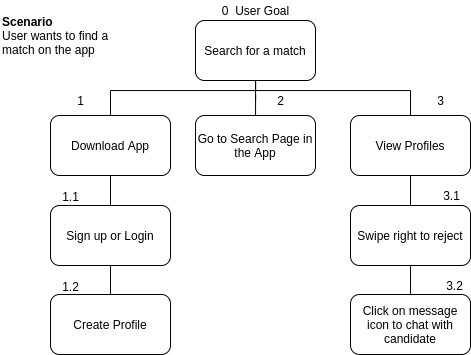 0 User Goal
Scenario
User wants to find a
match on the app
Search for a match
1
2
3
Download App
Go to Search Page in
the App
View Profiles
1.1
3.1
Sign up or Login
Swipe right to reject
1.2
3.2
Create Profile
Click on message
icon to chat with
candidate